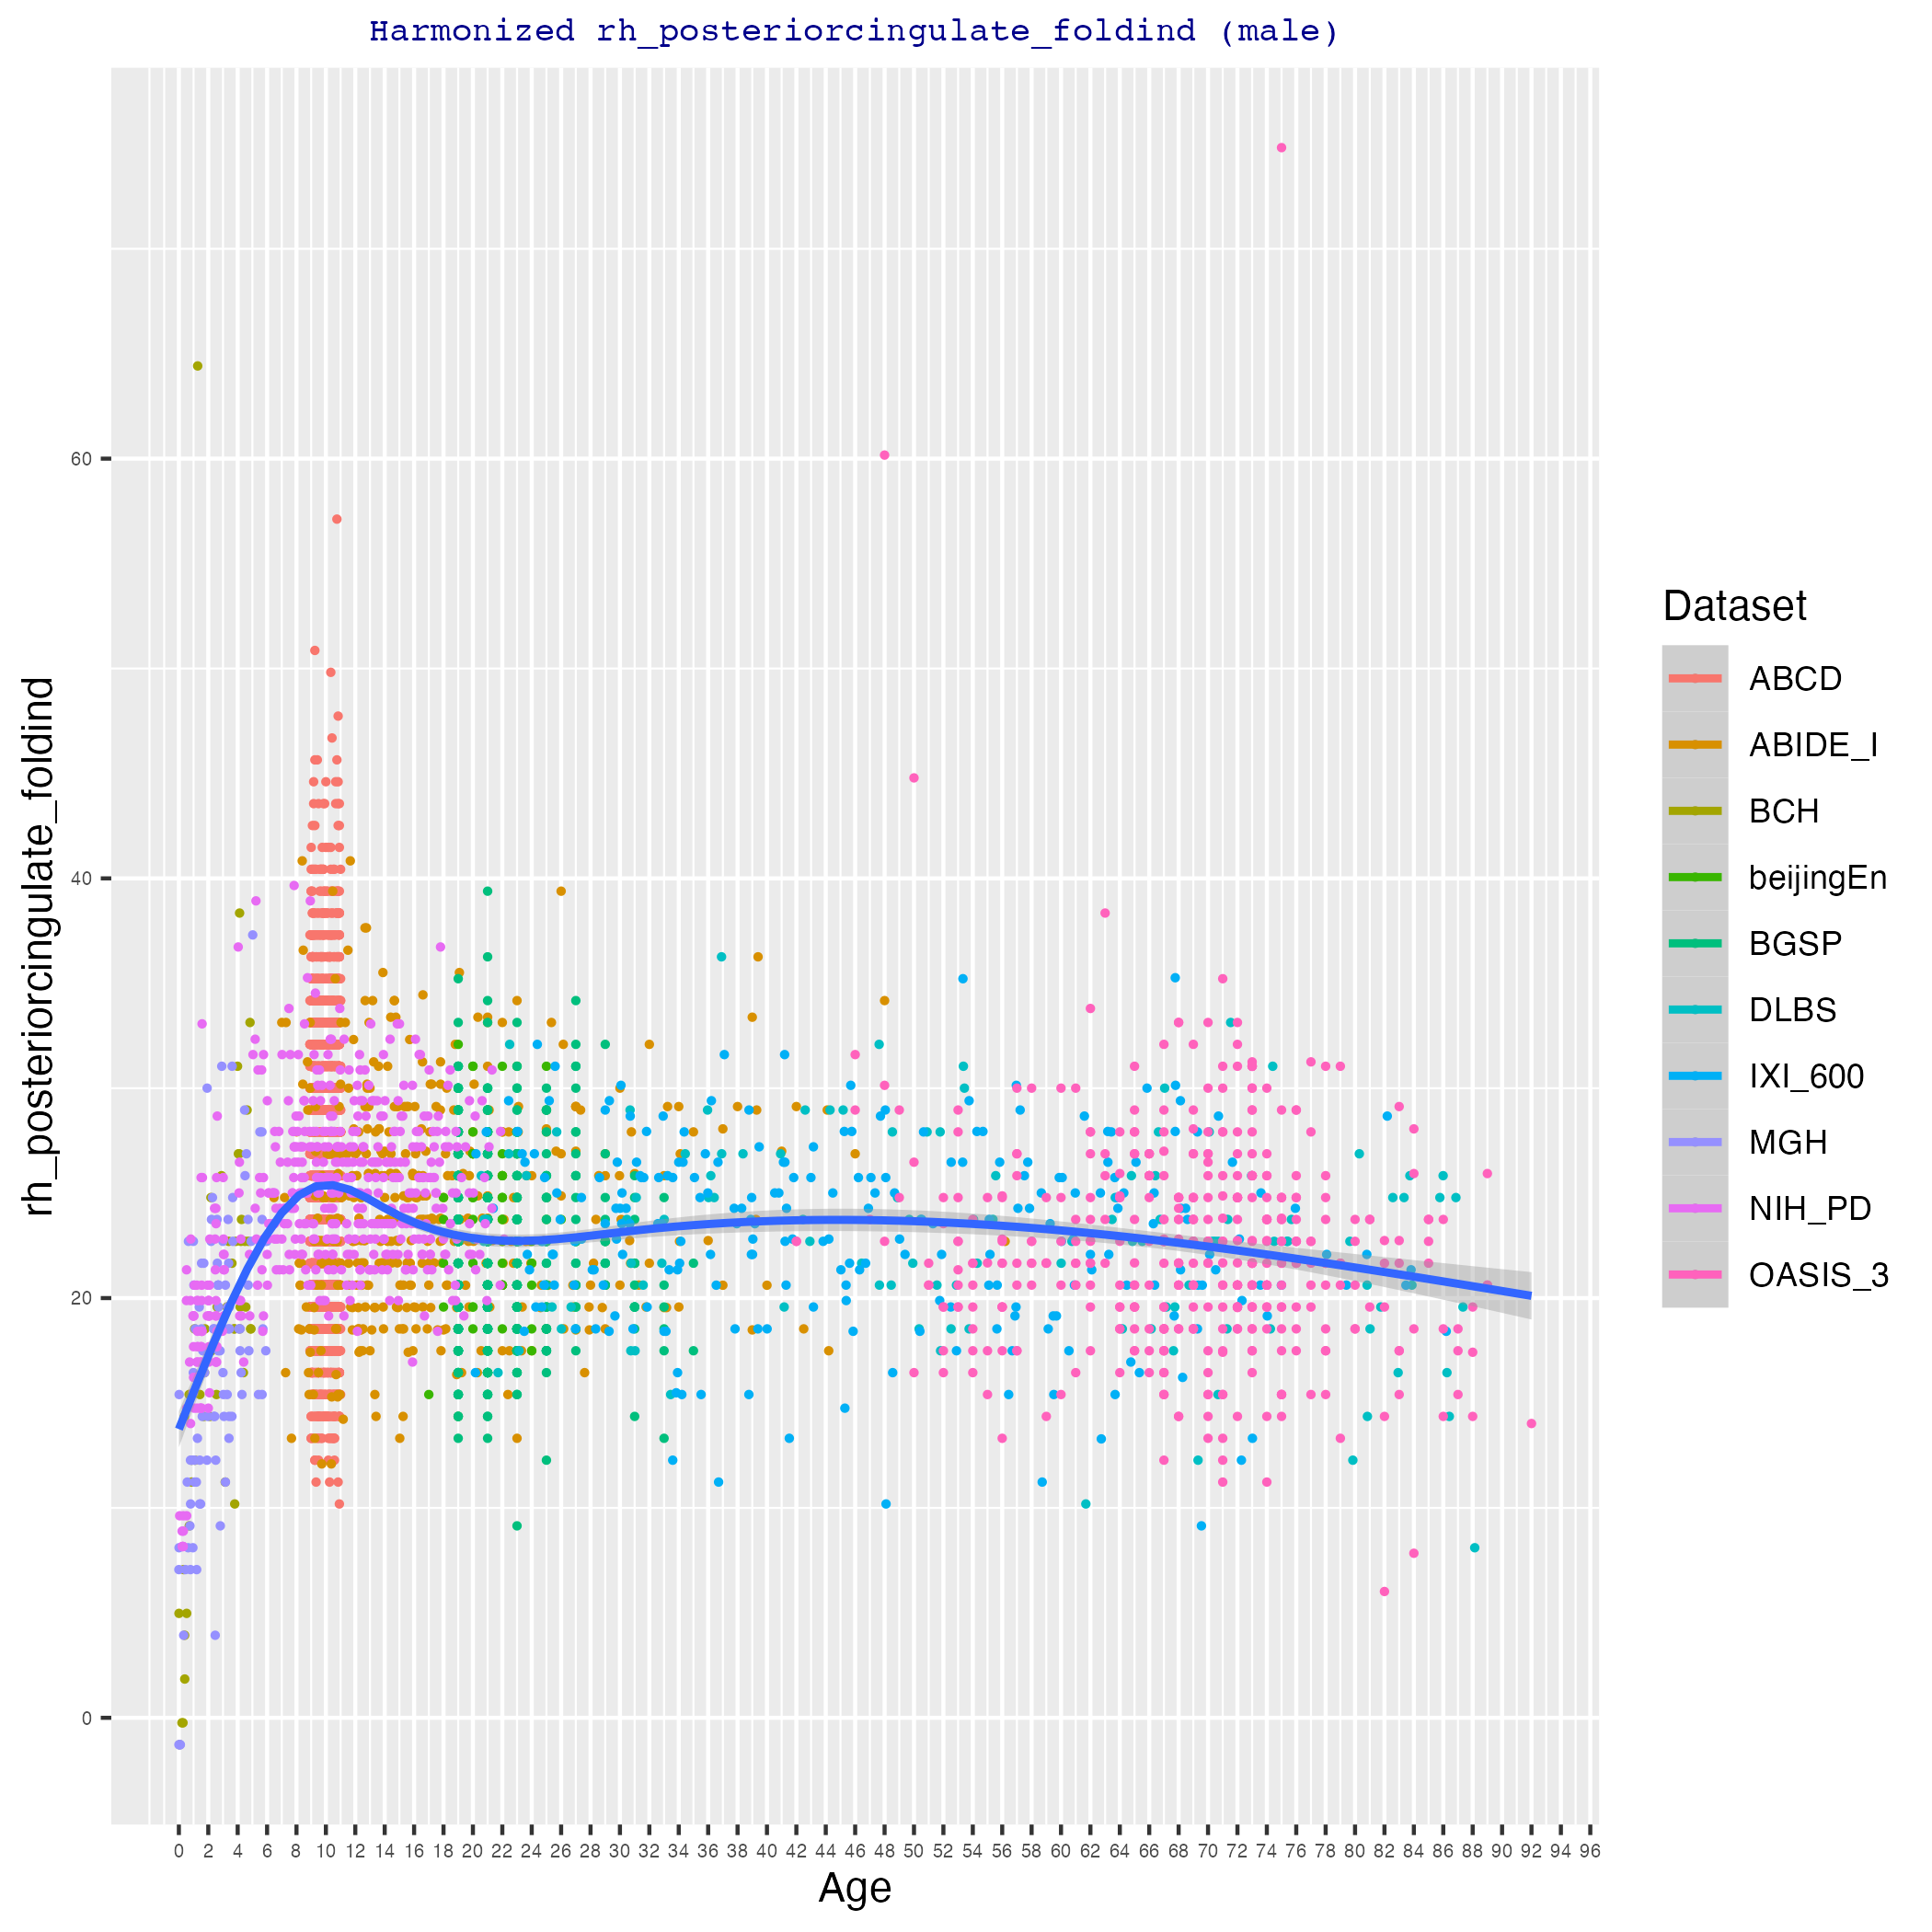 Harmonized rh_posteriorcingulate_foldind (male)
rh_posteriorcingulate_foldind
60
40
20
0
0 2 4 6 8 10 12 14 16 18 20 22 24 26 28 30 32 34 36 38 40 42 44 46 48 50 52 54 56 58 60 62 64 66 68 70 72 74 76 78 80 82 84 86 88 90 92 94 96
Age
Dataset
ABCD
ABIDE_I
BCH
beijingEn
BGSP
DLBS
IXI_600
MGH
NIH_PD
OASIS_3